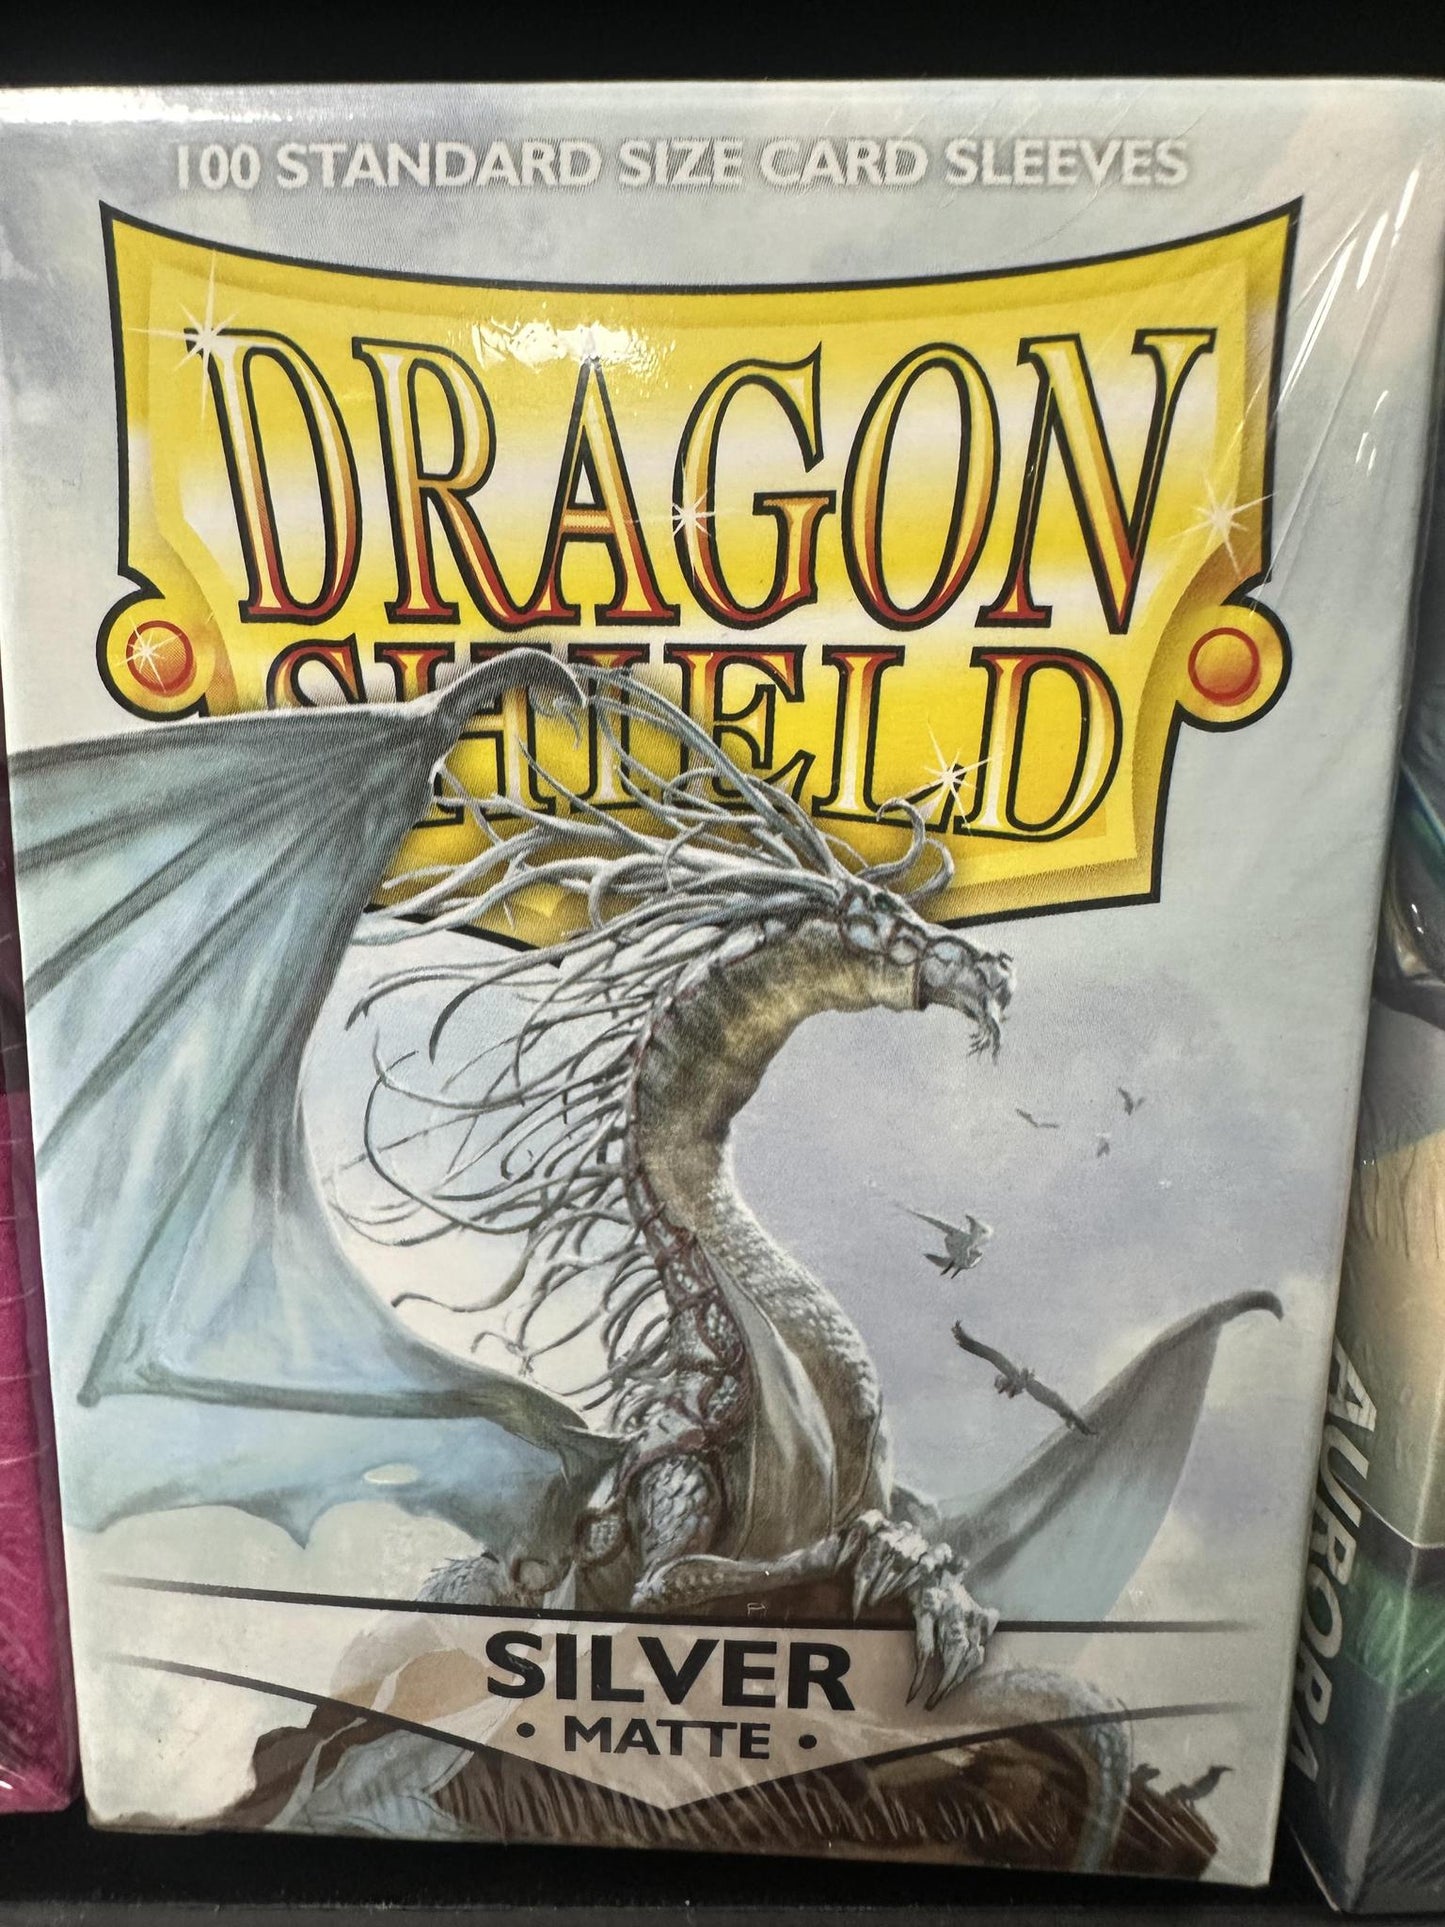 100 STANDARD SIZE CARD SLEEVES
DRAGON
SHIELD
SILVER
• MATTE •
AURORA